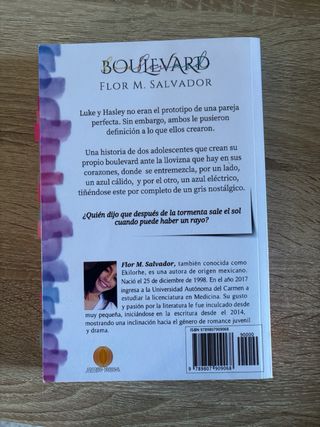 BOULEVARD
FLOR M. SALVADOR
Luke y Hasley no eran el prototipo de una pareja
perfecta. Sin embargo, ambos le pusieron
definición a lo que ellos crearon.
Una historia de dos adolescentes que crean su
propio boulevard ante la llovizna que hay en sus
corazones, donde se entremezcla, por un lado,
un azul cálido, y por el otro, un azul eléctrico,
tiñéndose este por completo de un gris nostálgico.
¿Quién dijo que después de la tormenta sale el sol
cuando puede haber un rayo?
Flor M. Salvador, también conocida como
Ekilorhe, es una autora de origen mexicano.
Nació el 25 de diciembre de 1998. En el año 2017
ingresa a la Universidad Autónoma del Carmen a
estudiar la licenciatura en Medicina. Su gusto
y pasión por la literatura le fue inculcado desde
muy pequeña, iniciándose en la escritura desde el 2014,
mostrando una inclinación hacia el género de romance juvenil
y drama.
ISBN 9789807909068
90000
9 789807 909068